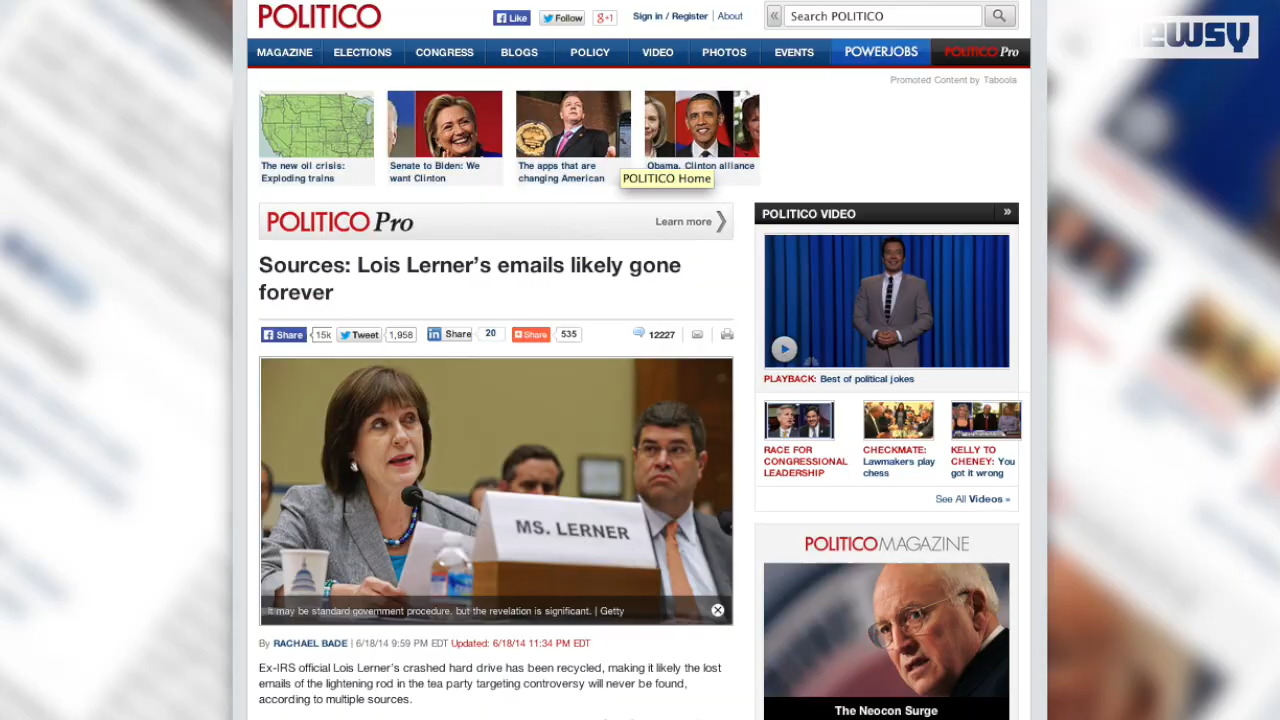 POLITICO
Like
Follow
g+1
Sign in / Register | About
«
Search POLITICO
newsy
MAGAZINE
ELECTIONS
CONGRESS
BLOGS
POLICY
VIDEO
PHOTOS
EVENTS
POWERJOBS
POLITICO Pro
Promoted Content by Taboola
The new oil crisis:
Exploding trains
Senate to Biden: We
want Clinton
The apps that are
changing American
Obama, Clinton alliance
POLITICO Home
POLITICO Pro
Learn more
Sources: Lois Lerner's emails likely gone
forever
Share
15k
Tweet
1,958
in Share
20
Share
535
12227
MS. LERNER
It may be standard government procedure, but the revelation is significant. | Getty
By RACHAEL BADE | 6/18/14 9:59 PM EDT Updated: 6/18/14 11:34 PM EDT
Ex-IRS official Lois Lerner's crashed hard drive has been recycled, making it likely the lost
emails of the lightening rod in the tea party targeting controversy will never be found,
according to multiple sources.
POLITICO VIDEO
»
PLAYBACK: Best of political jokes
RACE FOR
CONGRESSIONAL
LEADERSHIP
CHECKMATE:
Lawmakers play
chess
KELLY TO
CHENEY: You
got it wrong
See All Videos »
POLITICOMAGAZINE
The Neocon Surge